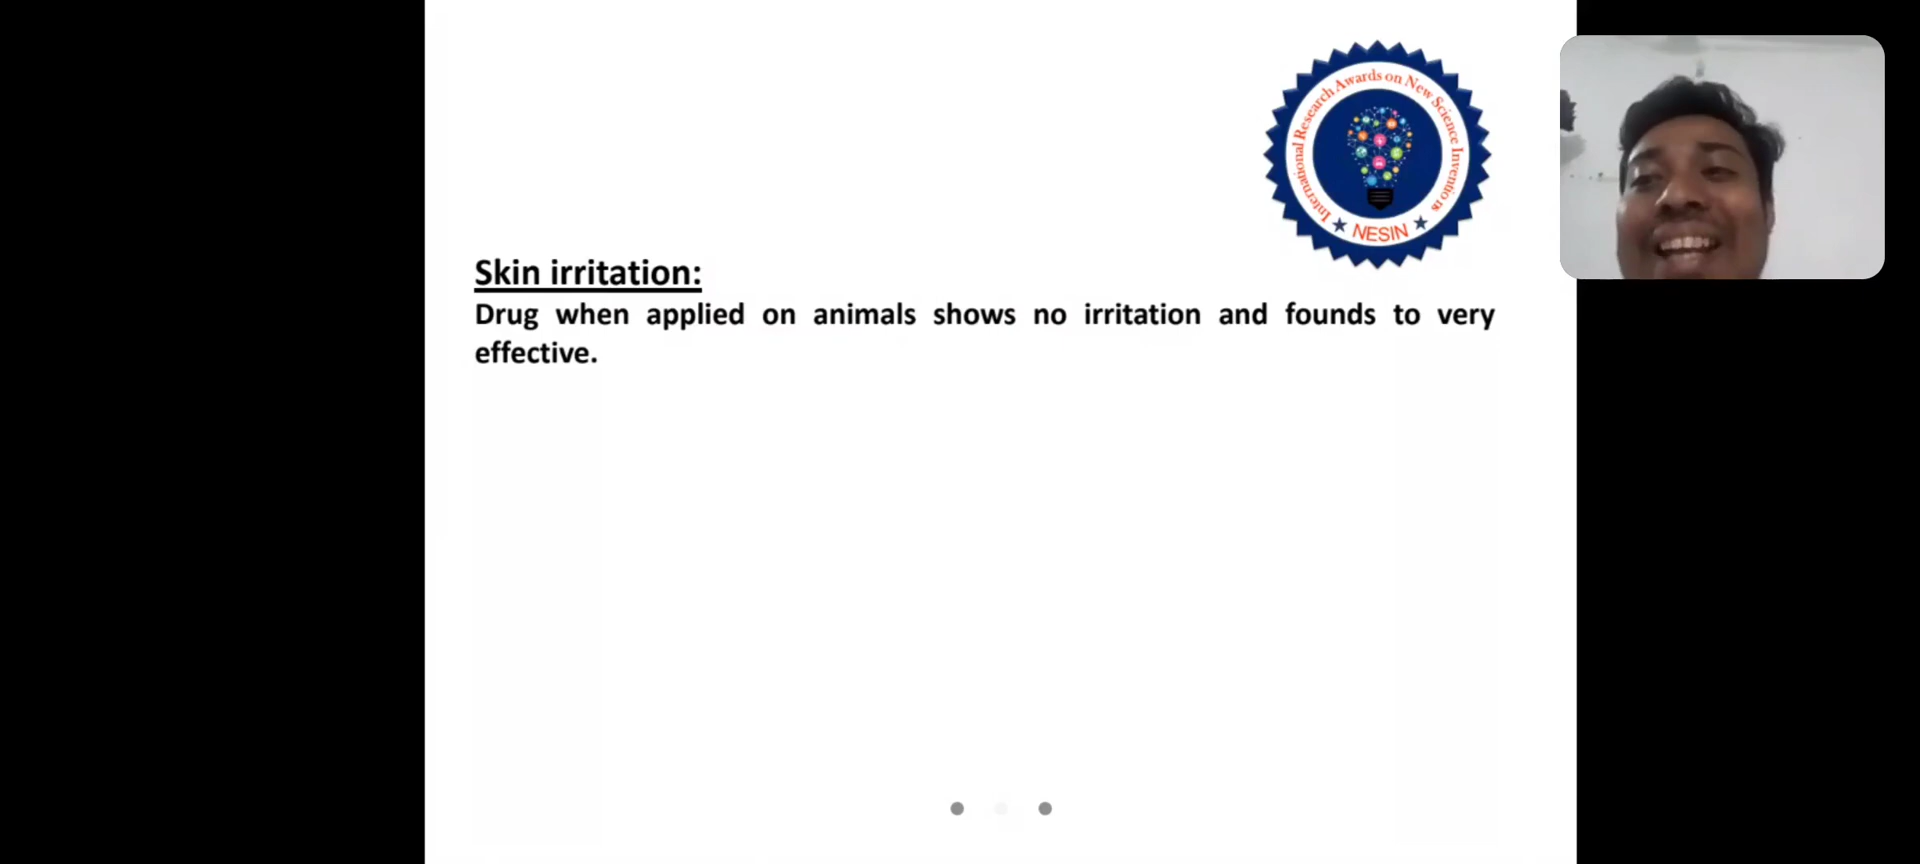 International Research Awards on New Science Inventions
NESIN
Skin irritation:
Drug when applied on animals shows no irritation and founds to very
effective.